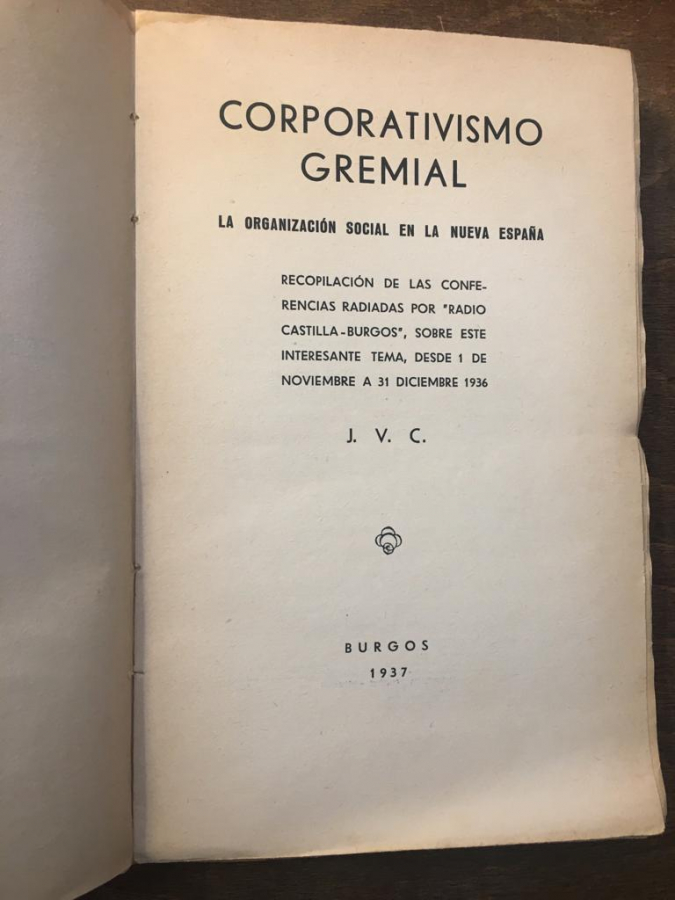 CORPORATIVISMO
GREMIAL
LA ORGANIZACIÓN SOCIAL EN LA NUEVA ESPAÑA
RECOPILACIÓN DE LAS CONFE-
RENCIAS RADIADAS POR "RADIO
CASTILLA-BURGOS", SOBRE ESTE
INTERESANTE TEMA, DESDE 1 DE
NOVIEMBRE A 31 DICIEMBRE 1936
J. V. C.
BURGOS
1937